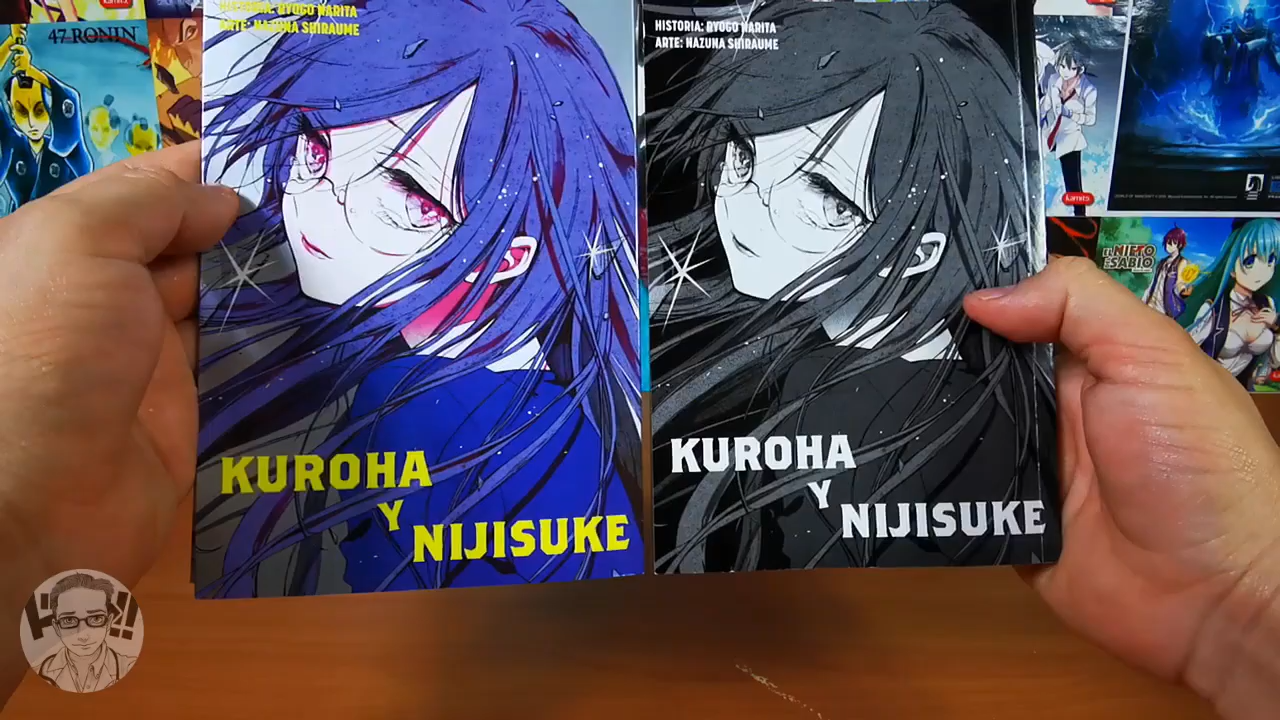 47 RONIN
HISTORIA: RYOGO NARITA
ARTE: NAZUNA SHIRAUME
KUROHA
Y
NIJISUKE
HISTORIA: RYOGO NARITA
ARTE: NAZUNA SHIRAUME
KUROHA
Y
NIJISUKE
kamite
EL NIETO
DEL SABIO